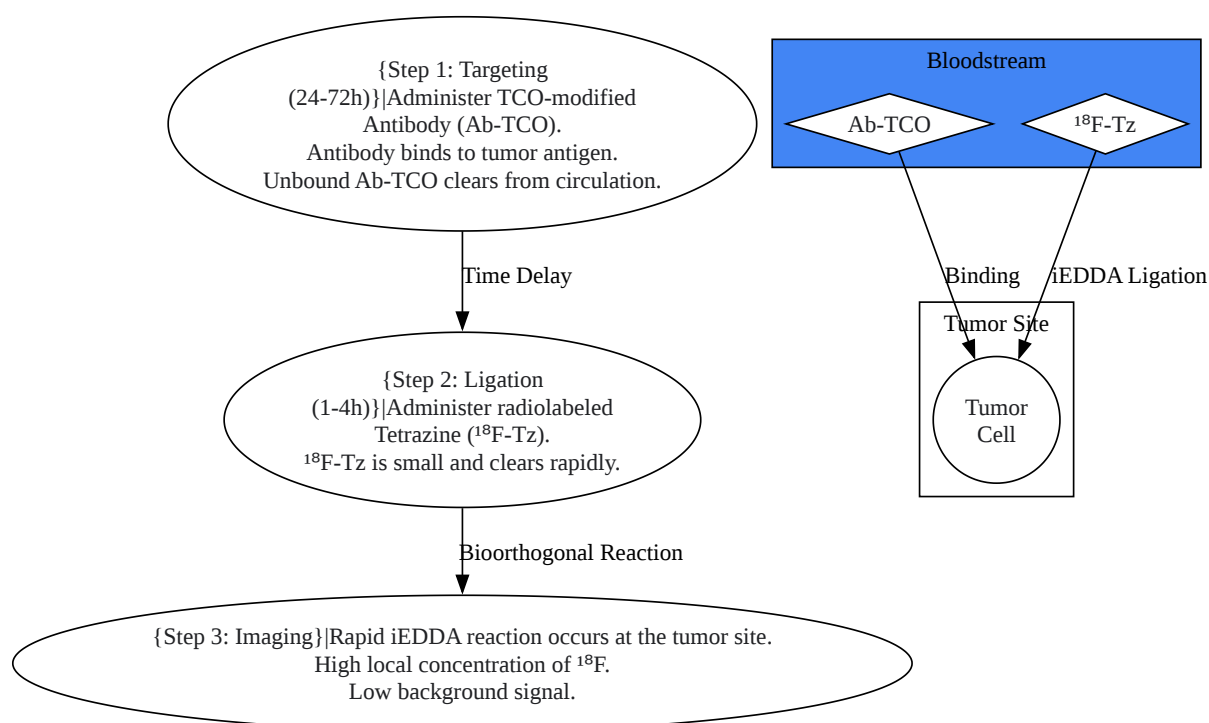 {Step 1: Targeting
(24-72h)}|Administer TCO-modified
Antibody (Ab-TCO).
Antibody binds to tumor antigen.
Unbound Ab-TCO clears from circulation.
Time Delay
{Step 2: Ligation
(1-4h)}|Administer radiolabeled
Tetrazine (¹⁸F-Tz).
¹⁸F-Tz is small and clears rapidly.
Bioorthogonal Reaction
{Step 3: Imaging}|Rapid iEDDA reaction occurs at the tumor site.
High local concentration of ¹⁸F.
Low background signal.
Bloodstream
Ab-TCO
¹⁸F-Tz
Binding
iEDDA Ligation
Tumor Site
Tumor
Cell